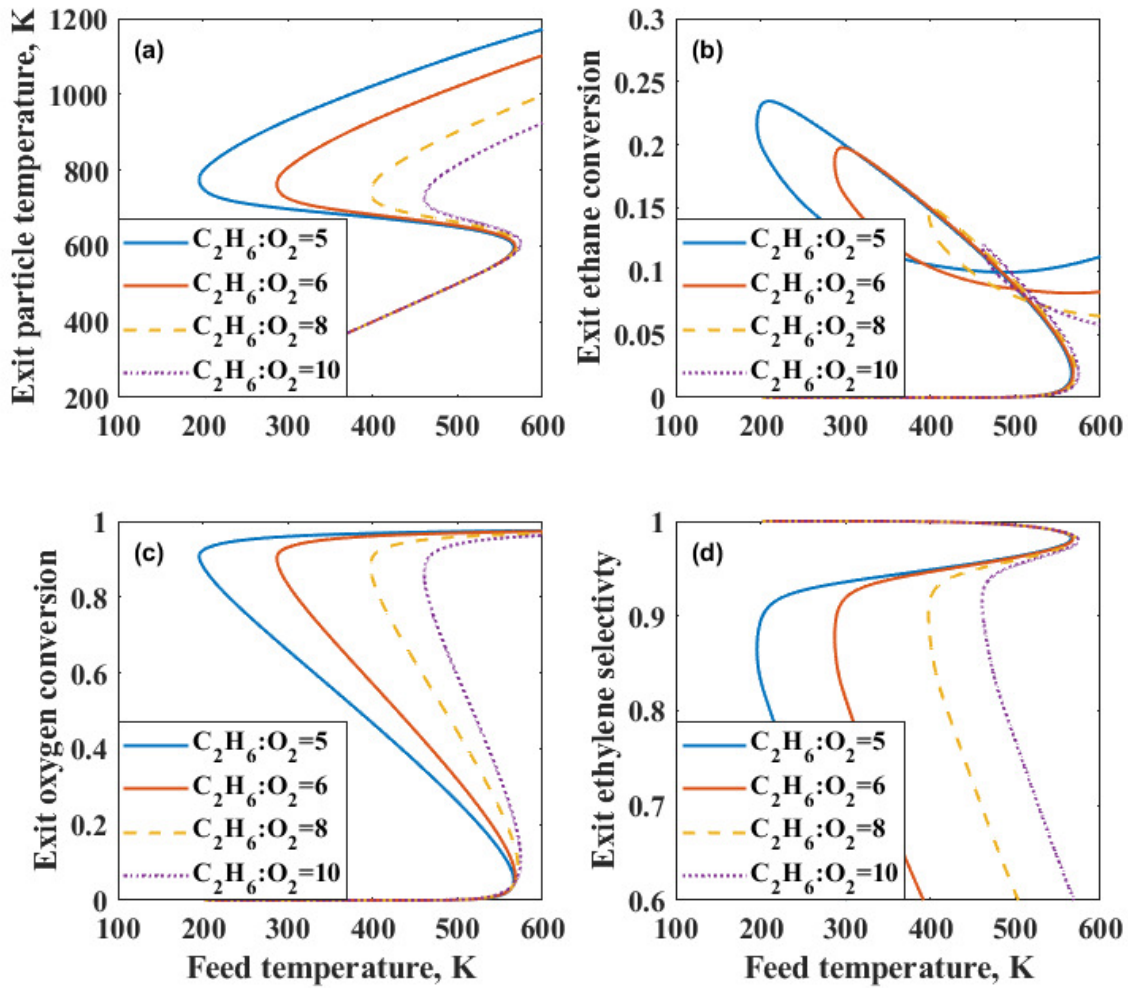 Exit particle temperature, K
1200
1000
800
600
400
200
(a)
C₂H₆:O₂=5
C₂H₆:O₂=6
C₂H₆:O₂=8
C₂H₆:O₂=10
100 200 300 400 500 600
Exit ethane conversion
0.3
0.25
0.2
0.15
0.1
0.05
0
(b)
C₂H₆:O₂=5
C₂H₆:O₂=6
C₂H₆:O₂=8
C₂H₆:O₂=10
100 200 300 400 500 600
Exit oxygen conversion
1
0.8
0.6
0.4
0.2
0
(c)
C₂H₆:O₂=5
C₂H₆:O₂=6
C₂H₆:O₂=8
C₂H₆:O₂=10
100 200 300 400 500 600
Feed temperature, K
Exit ethylene selectivty
1
0.9
0.8
0.7
0.6
(d)
C₂H₆:O₂=5
C₂H₆:O₂=6
C₂H₆:O₂=8
C₂H₆:O₂=10
100 200 300 400 500 600
Feed temperature, K